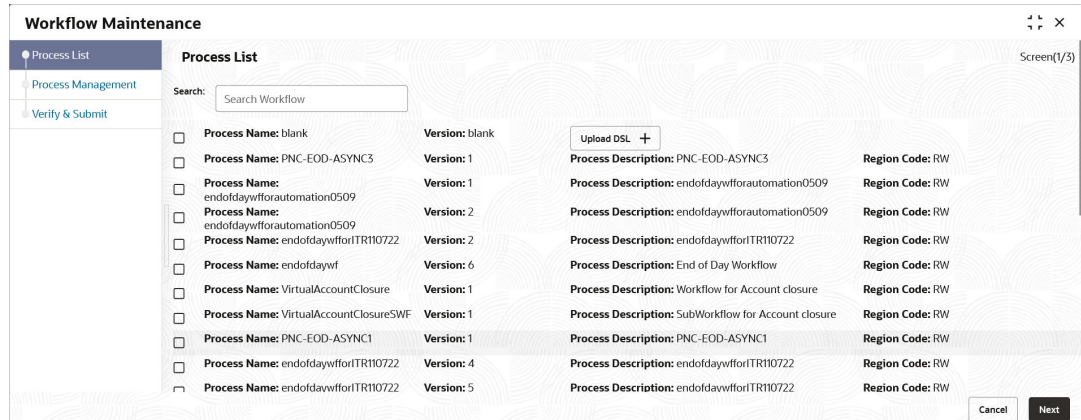 Workflow Maintenance
Process List
Process Management
Verify & Submit
Process List
Screen(1/3)
Search:
Search Workflow
Process Name: blank Version: blank Upload DSL +
Process Name: PNC-EOD-ASYNC3 Version: 1 Process Description: PNC-EOD-ASYNC3 Region Code: RW
Process Name: Version: 1 Process Description: endofdaywfforautomation0509 Region Code: RW
endofdaywfforautomation0509
Process Name: Version: 2 Process Description: endofdaywfforautomation0509 Region Code: RW
endofdaywfforautomation0509
Process Name: endofdaywfforITR110722 Version: 2 Process Description: endofdaywfforITR110722 Region Code: RW
Process Name: endofdaywf Version: 6 Process Description: End of Day Workflow Region Code: RW
Process Name: VirtualAccountClosure Version: 1 Process Description: Workflow for Account closure Region Code: RW
Process Name: VirtualAccountClosureSWF Version: 1 Process Description: SubWorkflow for Account closure Region Code: RW
Process Name: PNC-EOD-ASYNC1 Version: 1 Process Description: PNC-EOD-ASYNC1 Region Code: RW
Process Name: endofdaywfforITR110722 Version: 4 Process Description: endofdaywfforITR110722 Region Code: RW
Process Name: endofdaywfforITR110722 Version: 5 Process Description: endofdaywfforITR110722 Region Code: RW
Cancel Next